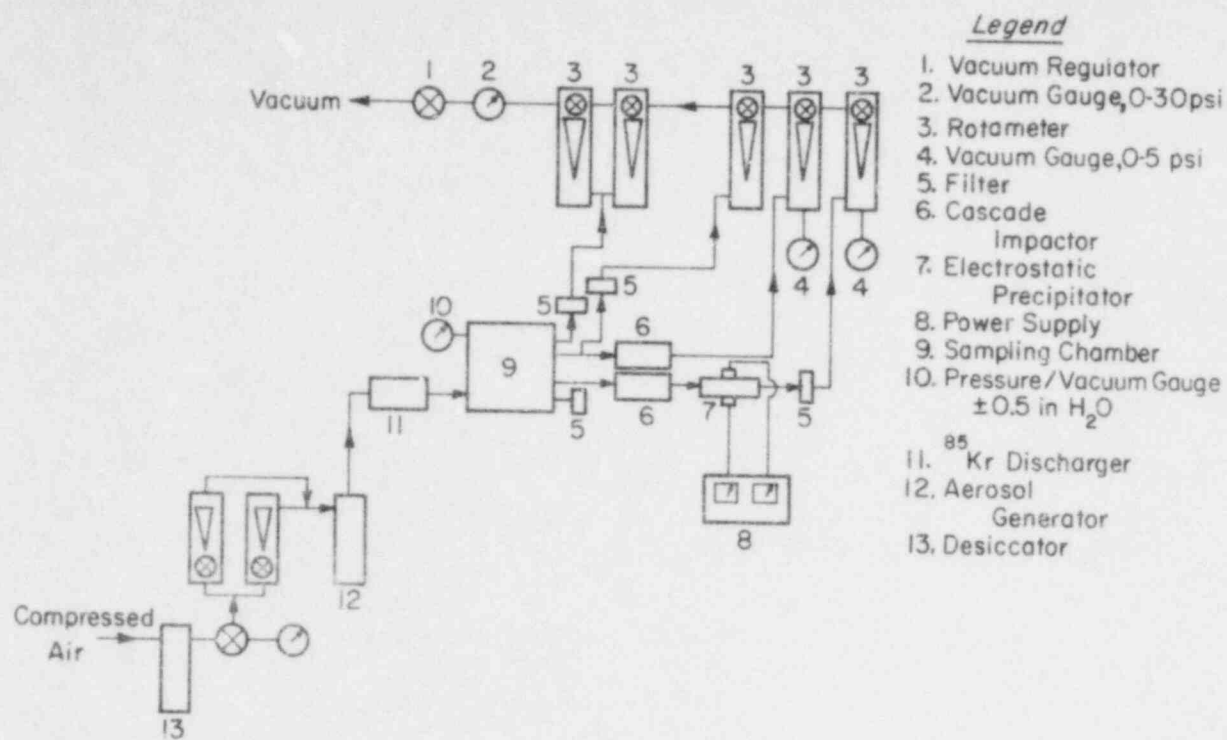 Legend
1. Vacuum Regulator
2. Vacuum Gauge, 0-30 psi
3. Rotameter
4. Vacuum Gauge, 0-5 psi
5. Filter
6. Cascade
Impactor
7. Electrostatic
Precipitator
8. Power Supply
9. Sampling Chamber
10. Pressure/Vacuum Gauge
±0.5 in H₂O
11. ⁸⁵Kr Discharger
12. Aerosol
Generator
13. Desiccator
1 2 3 3 3 3 3
Vacuum
5 5 4 4
10
6
9
11 5 6 7 5
8
12
Compressed
Air
13